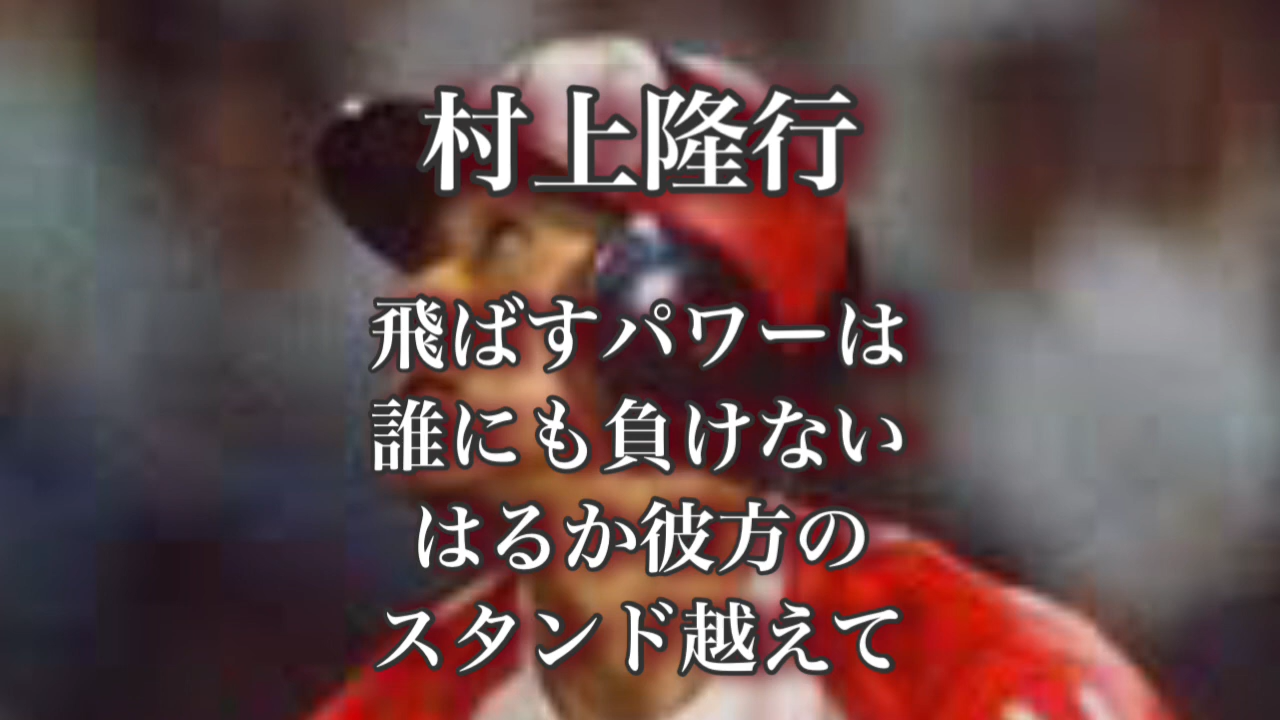 村上隆行
飛ばすパワーは
誰にも負けない
はるか彼方の
スタンド越えて